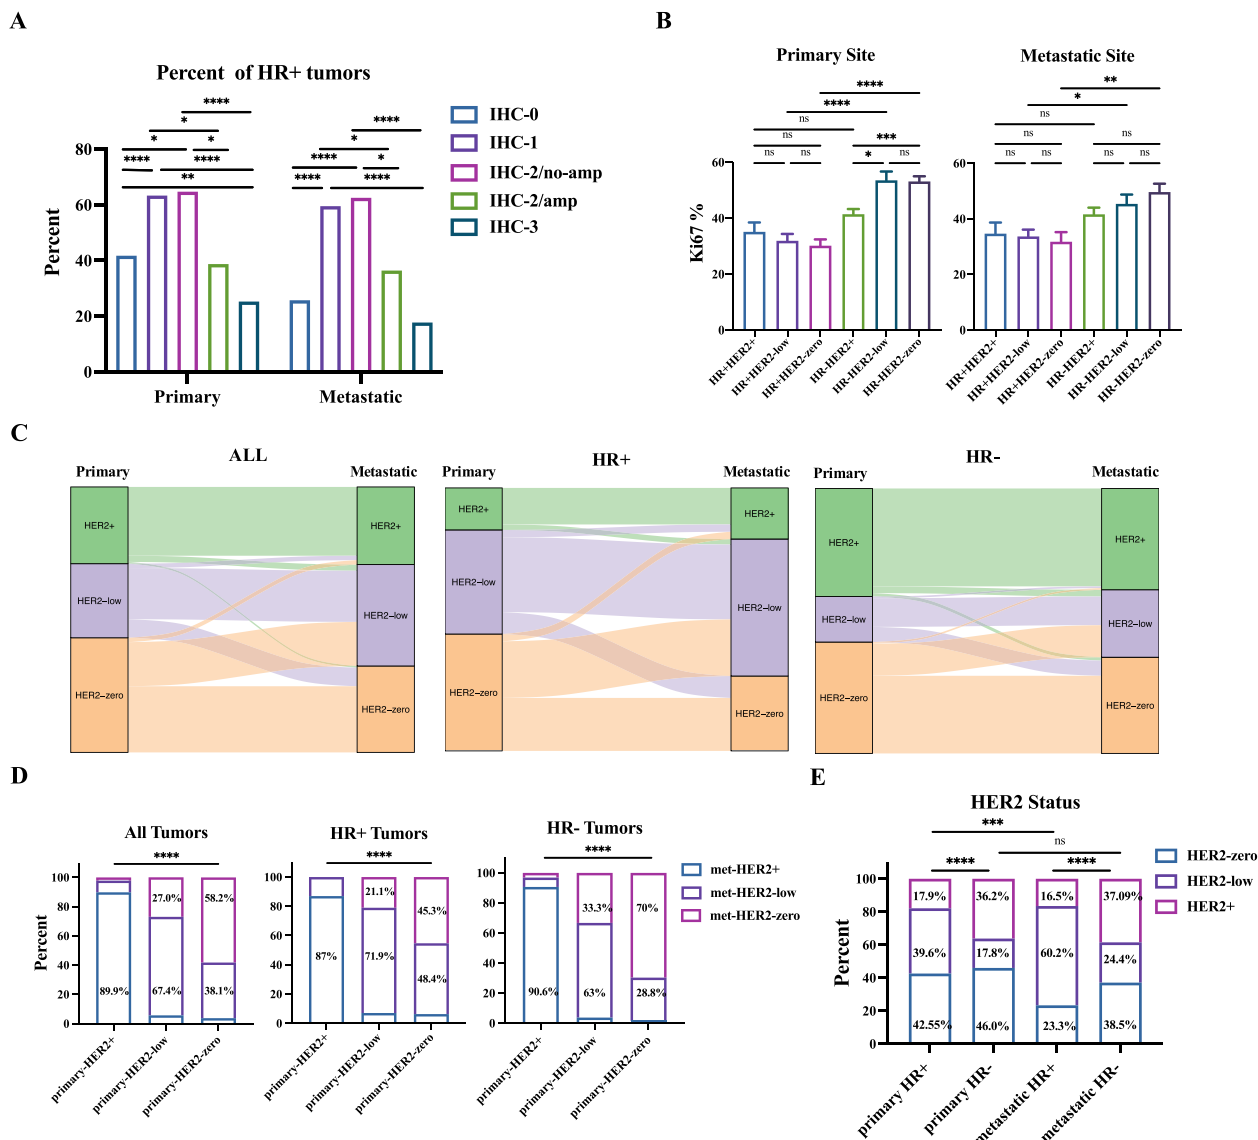 A
Percent of HR+ tumors
****
*
****
*
*
*
****
****
****
****
*
**
****
****
80
60
40
20
0
Percent
Primary
Metastatic
IHC-0
IHC-1
IHC-2/no-amp
IHC-2/amp
IHC-3
B
Primary Site
****
****
ns
ns
***
ns
ns
*
ns
60
40
20
0
Ki67 %
HR+HER2+
HR+HER2-low
HR+HER2-zero
HR-HER2+
HR-HER2-low
HR-HER2-zero
Metastatic Site
**
*
ns
ns
ns
ns
ns
ns
ns
60
40
20
0
HR+HER2+
HR+HER2-low
HR+HER2-zero
HR-HER2+
HR-HER2-low
HR-HER2-zero
C
ALL
Primary
Metastatic
HER2+
HER2-low
HER2-zero
HER2+
HER2-low
HER2-zero
HR+
Primary
Metastatic
HER2+
HER2-low
HER2-zero
HER2+
HER2-low
HER2-zero
HR-
Primary
Metastatic
HER2+
HER2-low
HER2-zero
HER2+
HER2-low
HER2-zero
D
All Tumors
****
100
80
60
40
20
0
Percent
89.9%
27.0%
67.4%
58.2%
38.1%
primary-HER2+
primary-HER2-low
primary-HER2-zero
HR+ Tumors
****
100
80
60
40
20
0
87%
21.1%
71.9%
45.3%
48.4%
primary-HER2+
primary-HER2-low
primary-HER2-zero
HR- Tumors
****
100
80
60
40
20
0
90.6%
33.3%
63%
70%
28.8%
primary-HER2+
primary-HER2-low
primary-HER2-zero
met-HER2+
met-HER2-low
met-HER2-zero
E
HER2 Status
***
ns
****
****
100
80
60
40
20
0
Percent
17.9%
39.6%
42.55%
36.2%
17.8%
46.0%
16.5%
60.2%
23.3%
37.09%
24.4%
38.5%
primary HR+
primary HR-
metastatic HR+
metastatic HR-
HER2-zero
HER2-low
HER2+